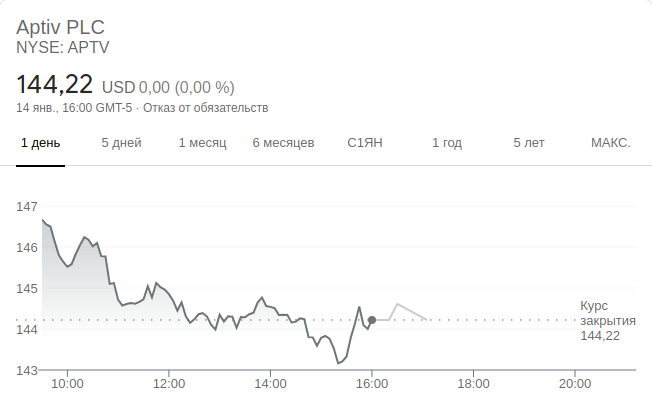 Aptiv PLC
NYSE: APTV
144,22 USD 0,00 (0,00 %)
14 янв., 16:00 GMT-5 · Отказ от обязательств
1 день 5 дней 1 месяц 6 месяцев С1ЯН 1 год 5 лет МАКС.
147
146
145
144
143
Курс
закрытия
144,22
10:00 12:00 14:00 16:00 18:00 20:00